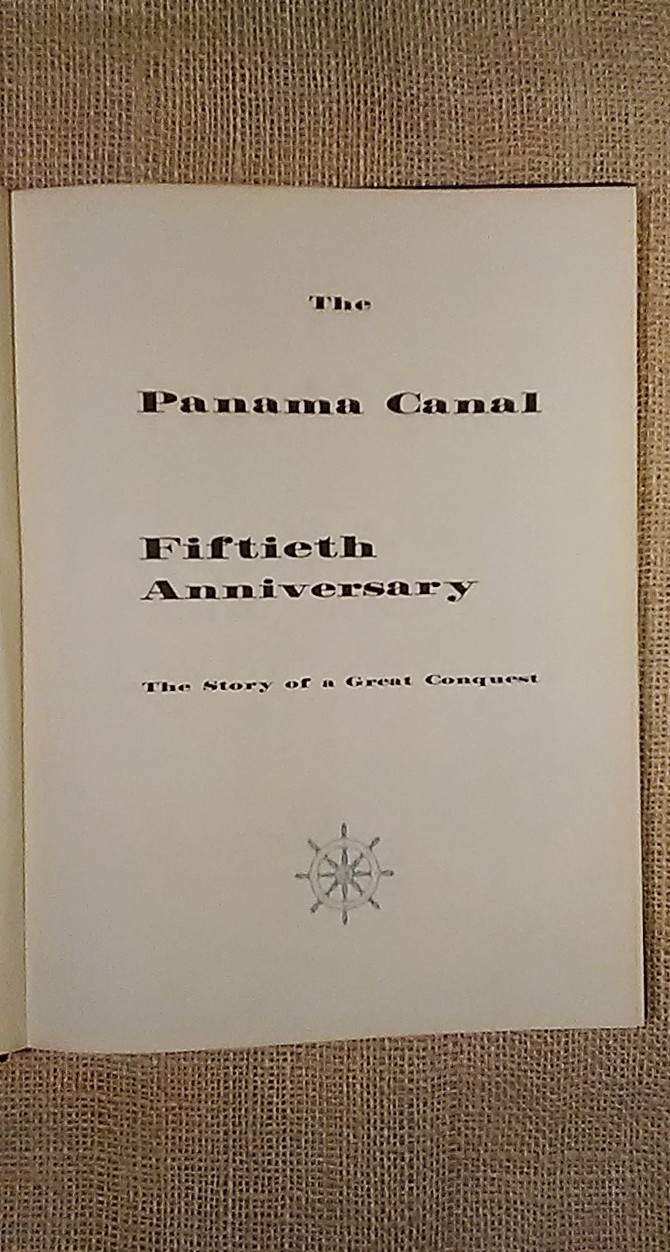 The
Panama Canal
Fiftieth
Anniversary
The Story of a Great Conquest